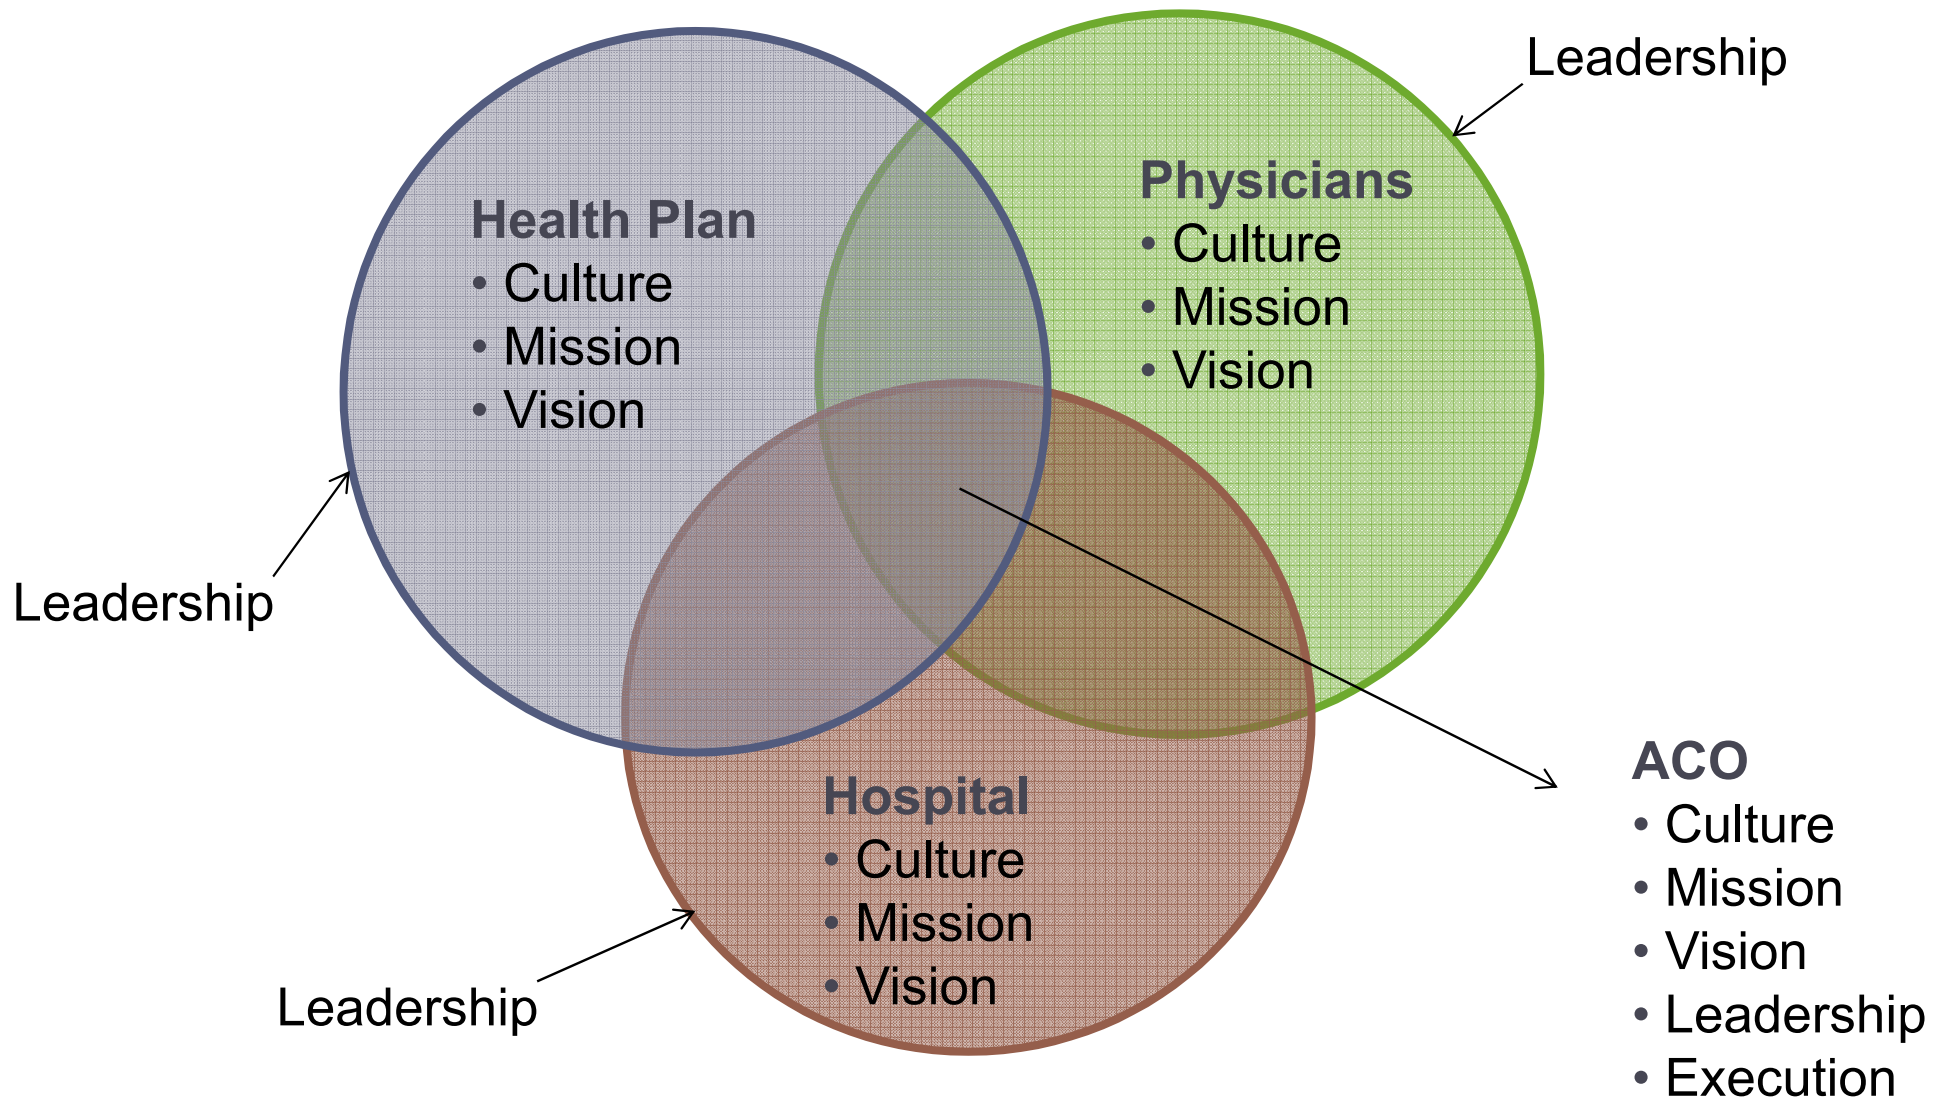 Leadership
Physicians
• Culture
• Mission
• Vision
Health Plan
• Culture
• Mission
• Vision
Leadership
Hospital
• Culture
• Mission
• Vision
Leadership
ACO
• Culture
• Mission
• Vision
• Leadership
• Execution